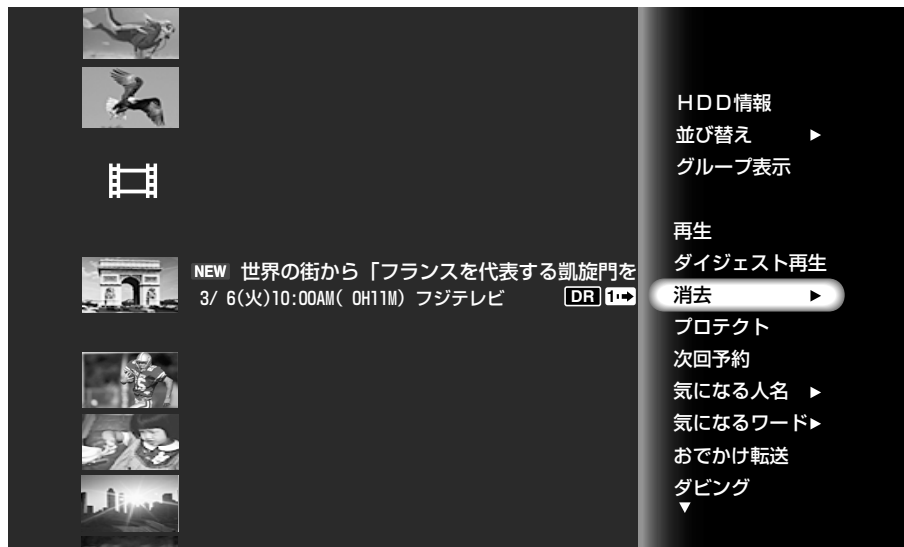 NEW 世界の街から「フランスを代表する凱旋門を
3/ 6(火)10:00AM( 0H11M) フジテレビ DR 1
HDD情報
並び替え ▶
グループ表示
再生
ダイジェスト再生
消去 ▶
プロテクト
次回予約
気になる人名 ▶
気になるワード▶
おでかけ転送
ダビング
▼